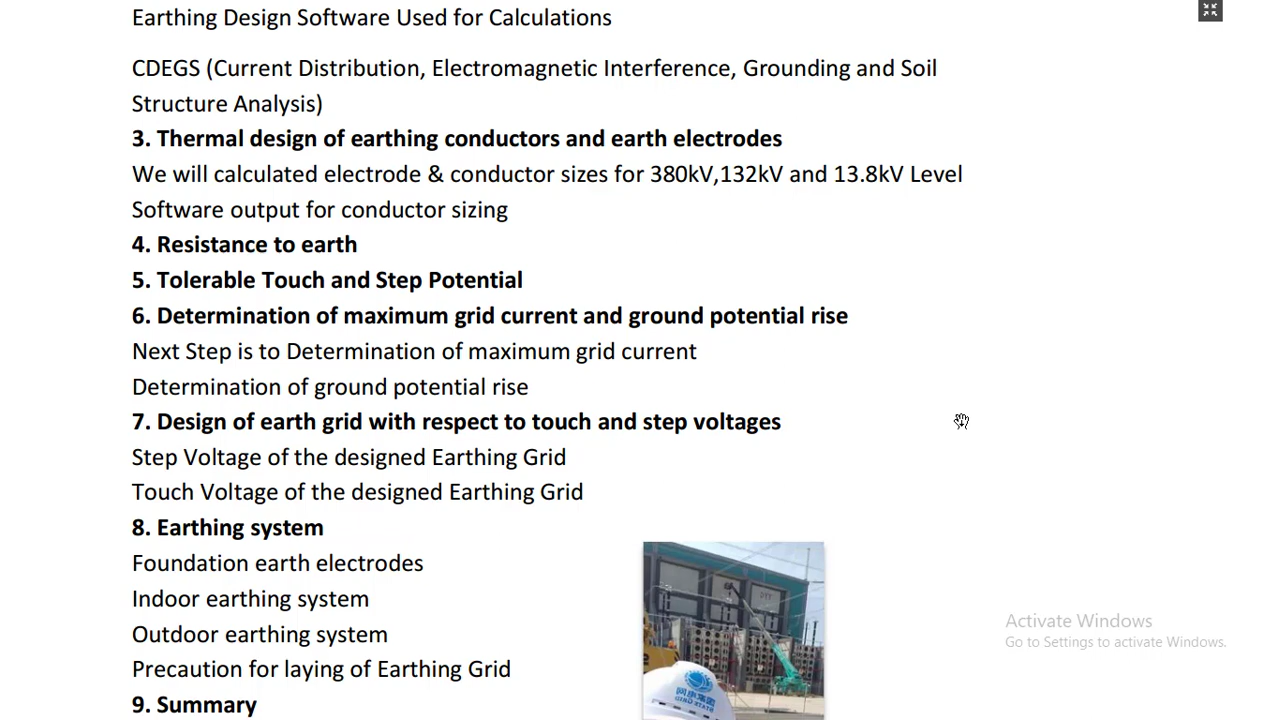 Earthing Design Software Used for Calculations
CDEGS (Current Distribution, Electromagnetic Interference, Grounding and Soil
Structure Analysis)
3. Thermal design of earthing conductors and earth electrodes
We will calculated electrode & conductor sizes for 380kV,132kV and 13.8kV Level
Software output for conductor sizing
4. Resistance to earth
5. Tolerable Touch and Step Potential
6. Determination of maximum grid current and ground potential rise
Next Step is to Determination of maximum grid current
Determination of ground potential rise
7. Design of earth grid with respect to touch and step voltages
Step Voltage of the designed Earthing Grid
Touch Voltage of the designed Earthing Grid
8. Earthing system
Foundation earth electrodes
Indoor earthing system
Outdoor earthing system
Precaution for laying of Earthing Grid
9. Summary
Activate Windows
Go to Settings to activate Windows.
STATE GRID